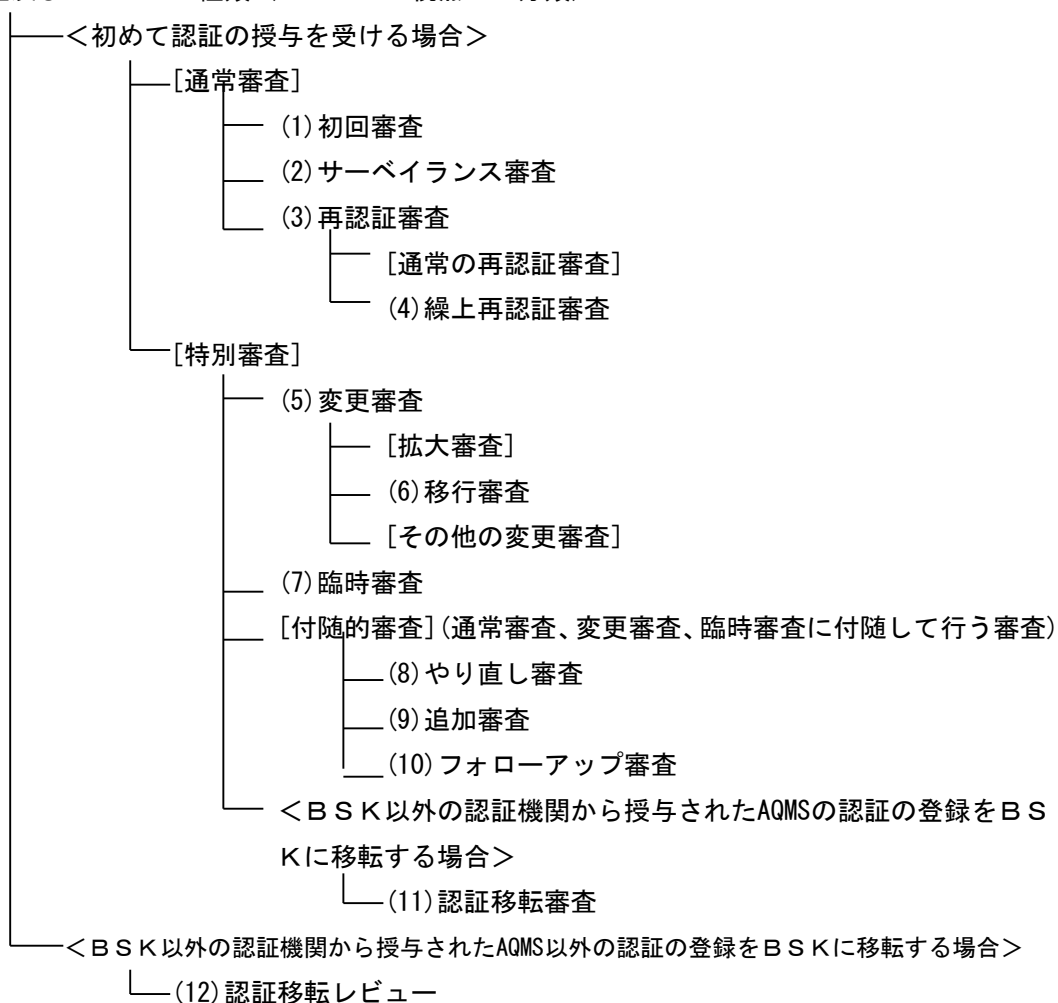 ＜初めて認証の授与を受ける場合＞
[通常審査]
(1)初回審査
(2)サーベイランス審査
(3)再認証審査
[通常の再認証審査]
(4)繰上再認証審査
[特別審査]
(5)変更審査
[拡大審査]
(6)移行審査
[その他の変更審査]
(7)臨時審査
[付随的審査](通常審査、変更審査、臨時審査に付随して行う審査)
(8)やり直し審査
(9)追加審査
(10)フォローアップ審査
＜ＢＳＫ以外の認証機関から授与されたAQMSの認証の登録をＢＳ
Ｋに移転する場合＞
(11)認証移転審査
＜ＢＳＫ以外の認証機関から授与されたAQMS以外の認証の登録をＢＳＫに移転する場合＞
(12)認証移転レビュー